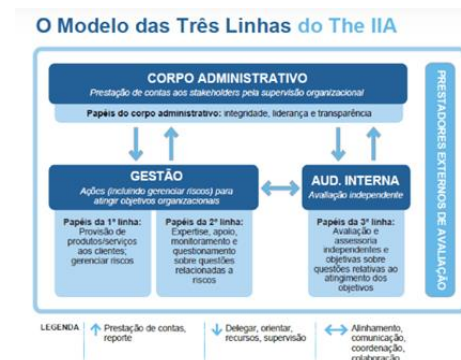 O Modelo das Três Linhas do The IIA
CORPO ADMINISTRATIVO
Prestação de contas aos stakeholders pela supervisão organizacional
Papéis do corpo administrativo: integridade, liderança e transparência
GESTÃO
Ações (incluindo gerenciar riscos) para
atingir objetivos organizacionais
Papéis da 1ª linha:
Provisão de
produtos/serviços
aos clientes,
gerenciar riscos
Papéis da 2ª linha:
Expertise, apoio,
monitoramento e
questionamento
sobre questões
relacionadas a
riscos
AUD. INTERNA
Avaliação independente
Papéis da 3ª linha:
Avaliação e
assessoria
independentes e
objetivas sobre
questões relativas ao
atingimento dos
objetivos
PRESTADORES EXTERNOS DE AVALIAÇÃO
LEGENDA
Prestação de contas,
reporte
Delegar, orientar,
recursos, supervisão
Alinhamento,
comunicação,
coordenação,
colaboração